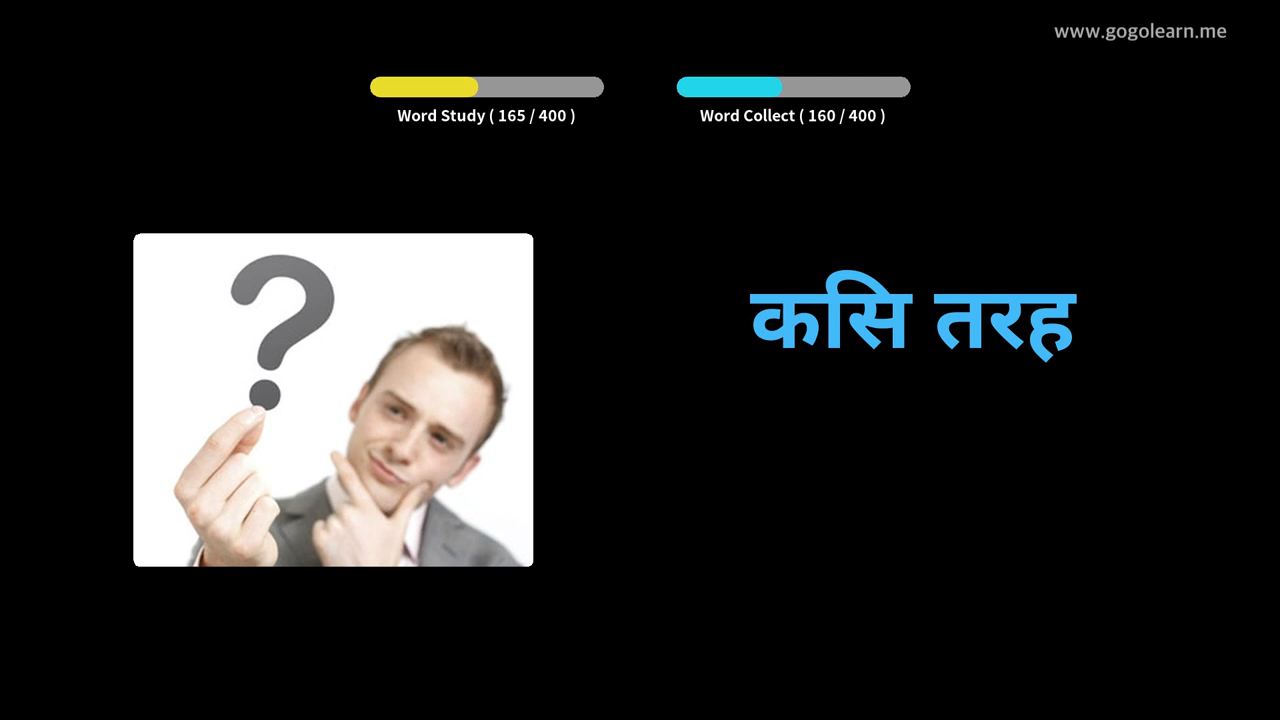 www.gogolearn.me
Word Study ( 165 / 400 )
Word Collect ( 160 / 400 )
?
कसि तरह